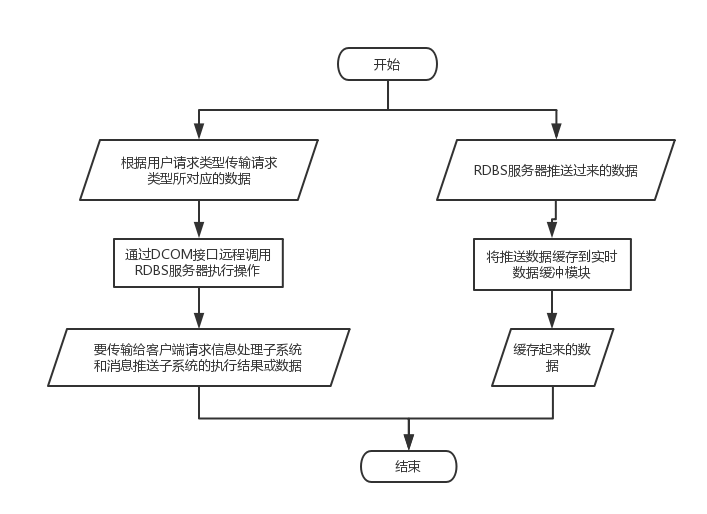 开始
根据用户请求类型传输请求
类型所对应的数据
RDBS服务器推送过来的数据
通过DCOM接口远程调用
RDBS服务器执行操作
将推送数据缓存到实时
数据缓冲模块
要传输给客户端请求信息处理子系统
和消息推送子系统的执行结果或数据
缓存起来的数
据
结束